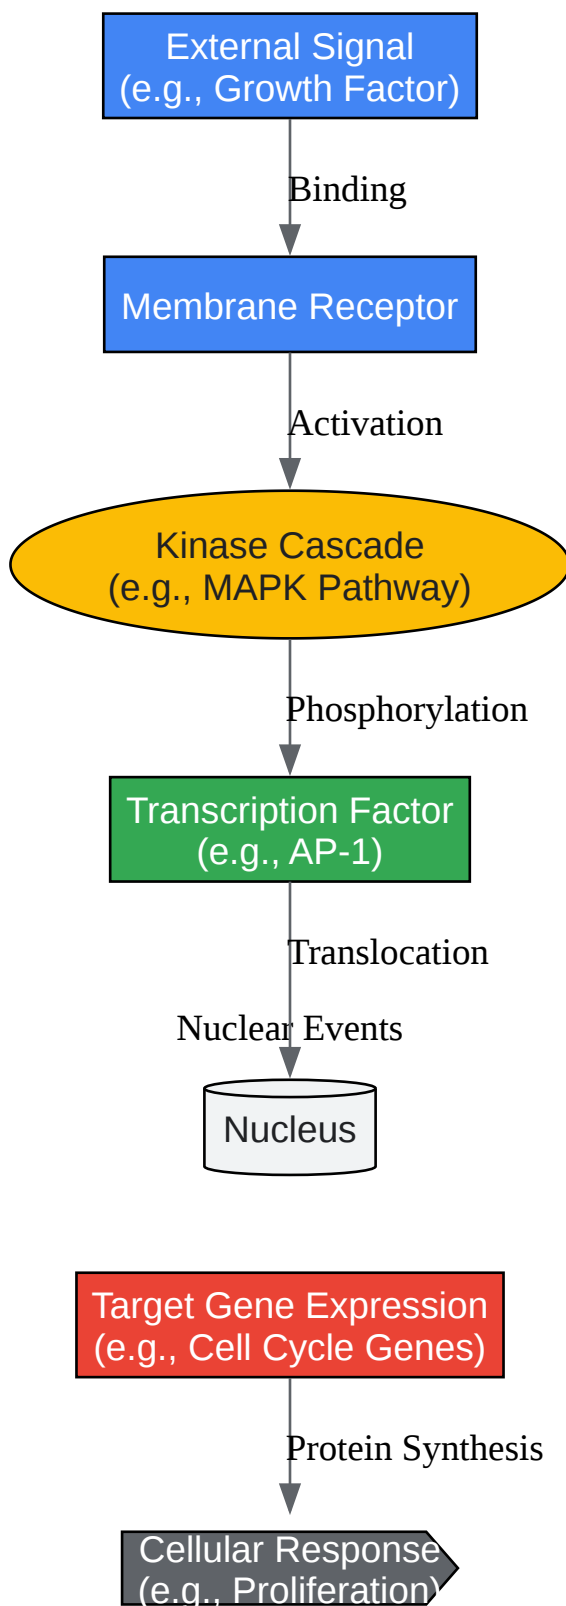 External Signal
(e.g., Growth Factor)
Binding
Membrane Receptor
Activation
Kinase Cascade
(e.g., MAPK Pathway)
Phosphorylation
Transcription Factor
(e.g., AP-1)
Translocation
Nuclear Events
Nucleus
Target Gene Expression
(e.g., Cell Cycle Genes)
Protein Synthesis
Cellular Response
(e.g., Proliferation)